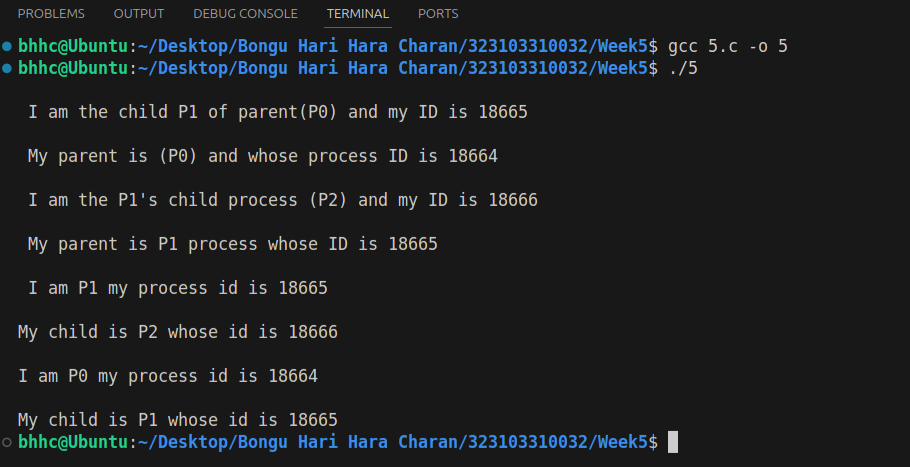 PROBLEMS OUTPUT DEBUG CONSOLE TERMINAL PORTS
bhhc@Ubuntu:~/Desktop/Bongu Hari Hara Charan/323103310032/Week5$ gcc 5.c -o 5
bhhc@Ubuntu:~/Desktop/Bongu Hari Hara Charan/323103310032/Week5$ ./5
I am the child P1 of parent(P0) and my ID is 18665
My parent is (P0) and whose process ID is 18664
I am the P1's child process (P2) and my ID is 18666
My parent is P1 process whose ID is 18665
I am P1 my process id is 18665
My child is P2 whose id is 18666
I am P0 my process id is 18664
My child is P1 whose id is 18665
bhhc@Ubuntu:~/Desktop/Bongu Hari Hara Charan/323103310032/Week5$